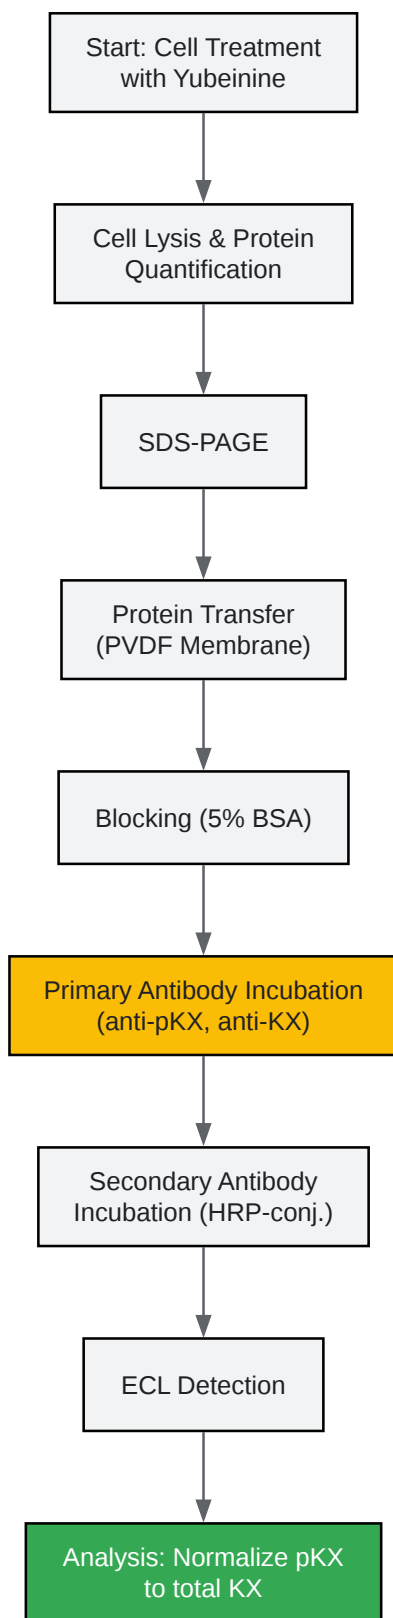 Start: Cell Treatment
with Yubeinine
Cell Lysis & Protein
Quantification
SDS-PAGE
Protein Transfer
(PVDF Membrane)
Blocking (5% BSA)
Primary Antibody Incubation
(anti-pKX, anti-KX)
Secondary Antibody
Incubation (HRP-conj.)
ECL Detection
Analysis: Normalize pKX
to total KX